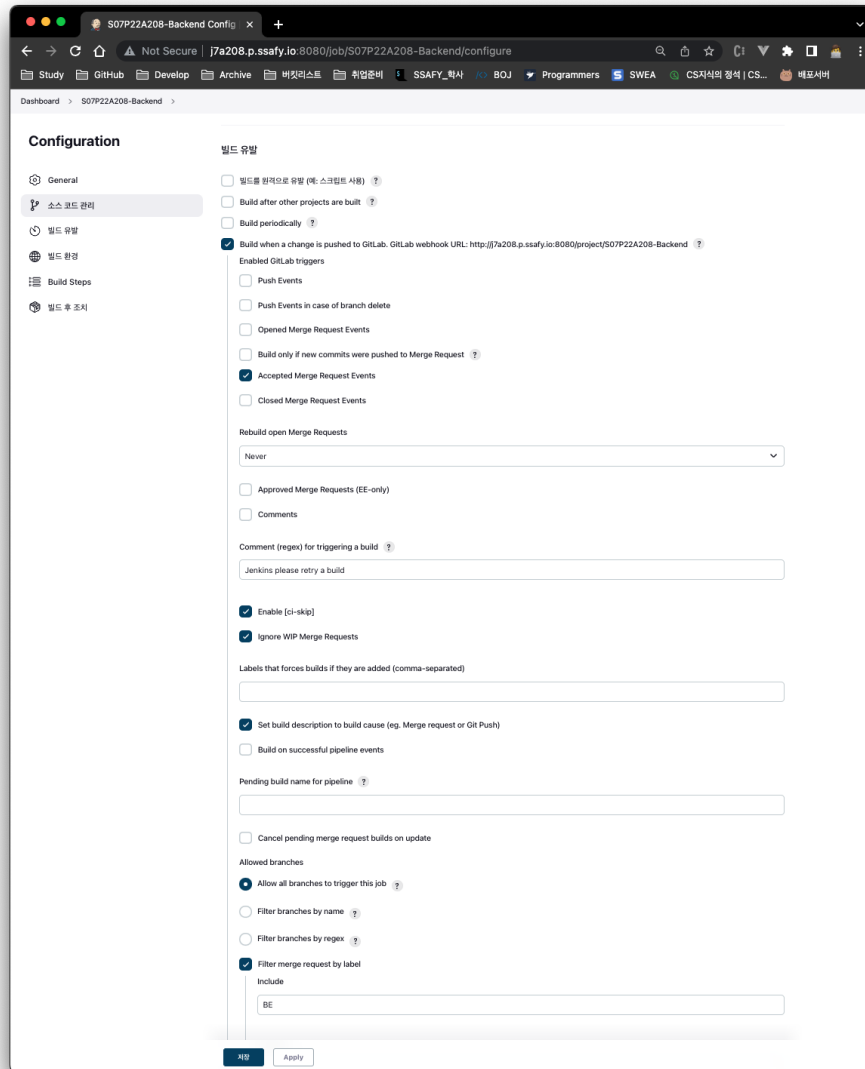 S07P22A208-Backend Config
Not Secure | j7a208.p.ssafy.io:8080/job/S07P22A208-Backend/configure
Study GitHub Develop Archive 버킷리스트 취업준비 SSAFY_학사 BOJ Programmers SWEA CS지식의 정석 | CS... 배포서버
Dashboard > S07P22A208-Backend >
Configuration
General
소스 코드 관리
빌드 유발
빌드 환경
Build Steps
빌드 후 조치
빌드 유발
빌드를 원격으로 유발 (예: 스크립트 사용) ?
Build after other projects are built ?
Build periodically ?
Build when a change is pushed to GitLab. GitLab webhook URL: http://j7a208.p.ssafy.io:8080/project/S07P22A208-Backend ?
Enabled GitLab triggers
Push Events
Push Events in case of branch delete
Opened Merge Request Events
Build only if new commits were pushed to Merge Request ?
Accepted Merge Request Events
Closed Merge Request Events
Rebuild open Merge Requests
Never
Approved Merge Requests (EE-only)
Comments
Comment (regex) for triggering a build ?
Jenkins please retry a build
Enable [ci-skip]
Ignore WIP Merge Requests
Labels that forces builds if they are added (comma-separated)
Set build description to build cause (eg. Merge request or Git Push)
Build on successful pipeline events
Pending build name for pipeline ?
Cancel pending merge request builds on update
Allowed branches
Allow all branches to trigger this job ?
Filter branches by name ?
Filter branches by regex ?
Filter merge request by label
Include
BE
저장 Apply